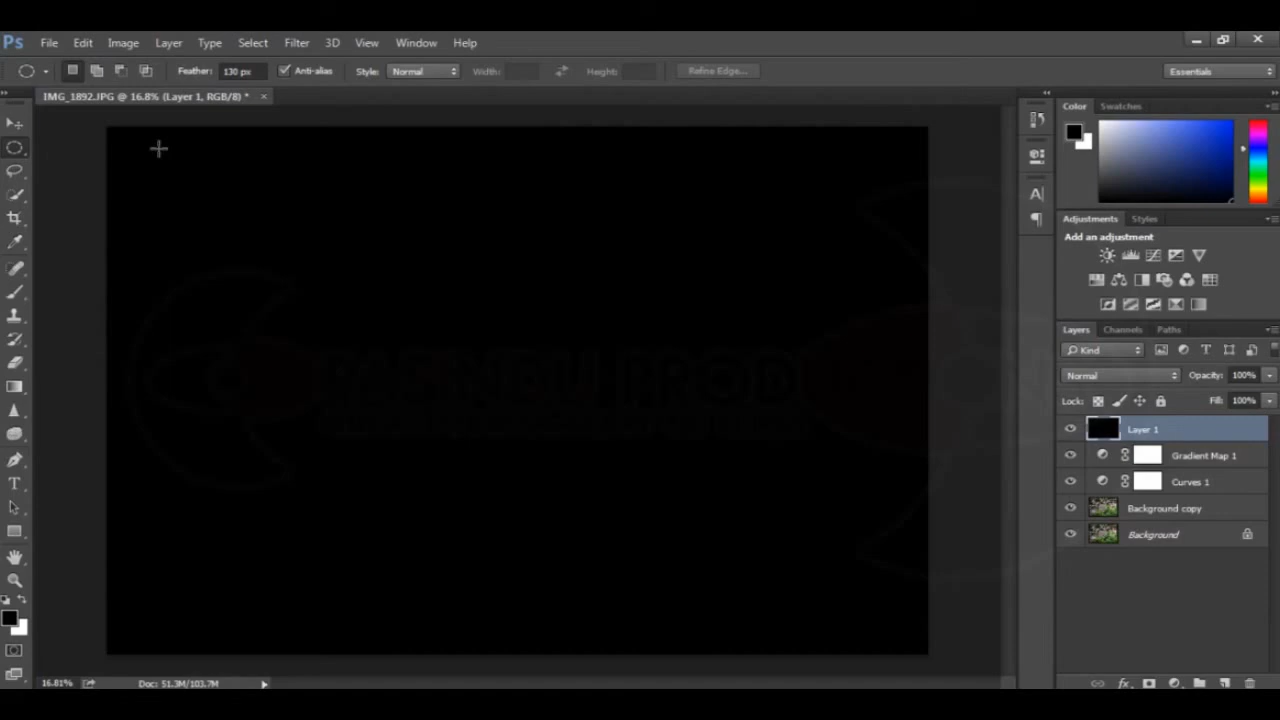 Ps File Edit Image Layer Type Select Filter 3D View Window Help
Feather: 130 px Anti-alias Style: Normal Width: Height: Refine Edge... Essentials
IMG_1892.JPG @ 16.8% (Layer 1, RGB/8) * ×
Color Swatches
Adjustments Styles
Add an adjustment
Layers Channels Paths
Kind
Normal Opacity: 100%
Lock: Fill: 100%
Layer 1
Gradient Map 1
Curves 1
Background copy
Background
16.81% Doc: 51.3M/103.7M